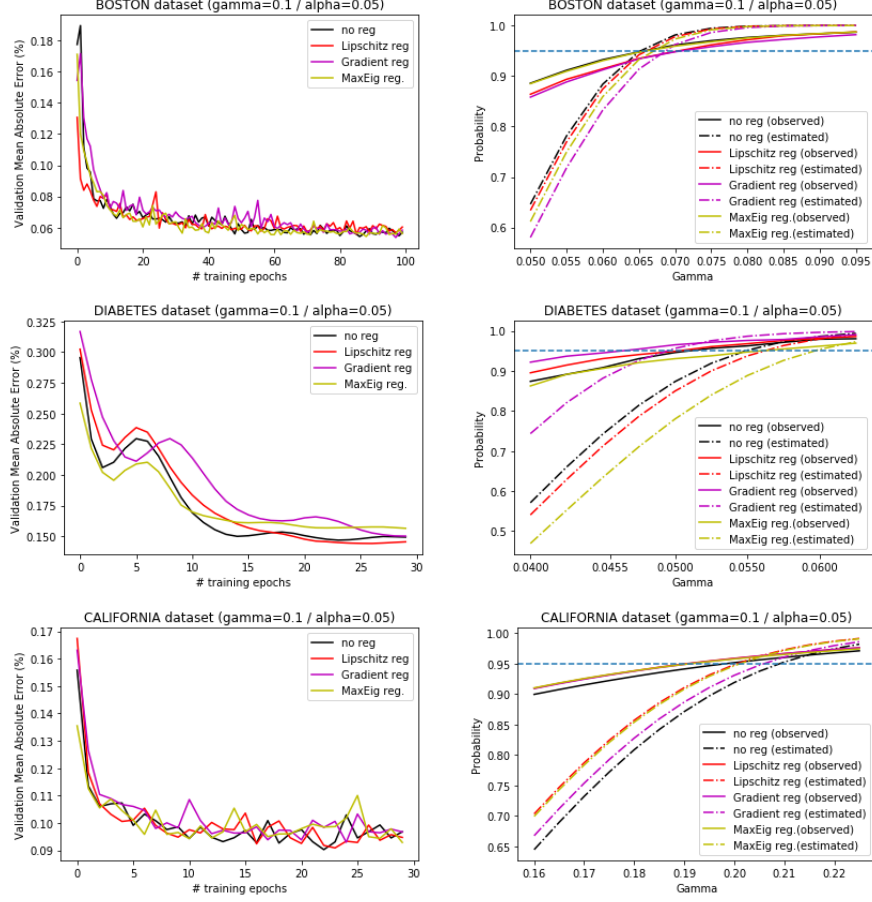 BOSTON dataset (gamma=0.1 / alpha=0.05)
Validation Mean Absolute Error (%)
0.18
0.16
0.14
0.12
0.10
0.08
0.06
no reg
Lipschitz reg
Gradient reg
MaxEig reg.
0 20 40 60 80 100
# training epochs
BOSTON dataset (gamma=0.1 / alpha=0.05)
Probability
1.0
0.9
0.8
0.7
0.6
no reg (observed)
no reg (estimated)
Lipschitz reg (observed)
Lipschitz reg (estimated)
Gradient reg (observed)
Gradient reg (estimated)
MaxEig reg.(observed)
MaxEig reg.(estimated)
0.050 0.055 0.060 0.065 0.070 0.075 0.080 0.085 0.090 0.095
Gamma
DIABETES dataset (gamma=0.1 / alpha=0.05)
Validation Mean Absolute Error (%)
0.325
0.300
0.275
0.250
0.225
0.200
0.175
0.150
no reg
Lipschitz reg
Gradient reg
MaxEig reg.
0 5 10 15 20 25 30
# training epochs
DIABETES dataset (gamma=0.1 / alpha=0.05)
Probability
1.0
0.9
0.8
0.7
0.6
0.5
no reg (observed)
no reg (estimated)
Lipschitz reg (observed)
Lipschitz reg (estimated)
Gradient reg (observed)
Gradient reg (estimated)
MaxEig reg.(observed)
MaxEig reg.(estimated)
0.0400 0.0455 0.0500 0.0550 0.0600
Gamma
CALIFORNIA dataset (gamma=0.1 / alpha=0.05)
Validation Mean Absolute Error (%)
0.17
0.16
0.15
0.14
0.13
0.12
0.11
0.10
0.09
no reg
Lipschitz reg
Gradient reg
MaxEig reg.
0 5 10 15 20 25 30
# training epochs
CALIFORNIA dataset (gamma=0.1 / alpha=0.05)
Probability
1.00
0.95
0.90
0.85
0.80
0.75
0.70
0.65
no reg (observed)
no reg (estimated)
Lipschitz reg (observed)
Lipschitz reg (estimated)
Gradient reg (observed)
Gradient reg (estimated)
MaxEig reg.(observed)
MaxEig reg.(estimated)
0.16 0.17 0.18 0.19 0.20 0.21 0.22
Gamma